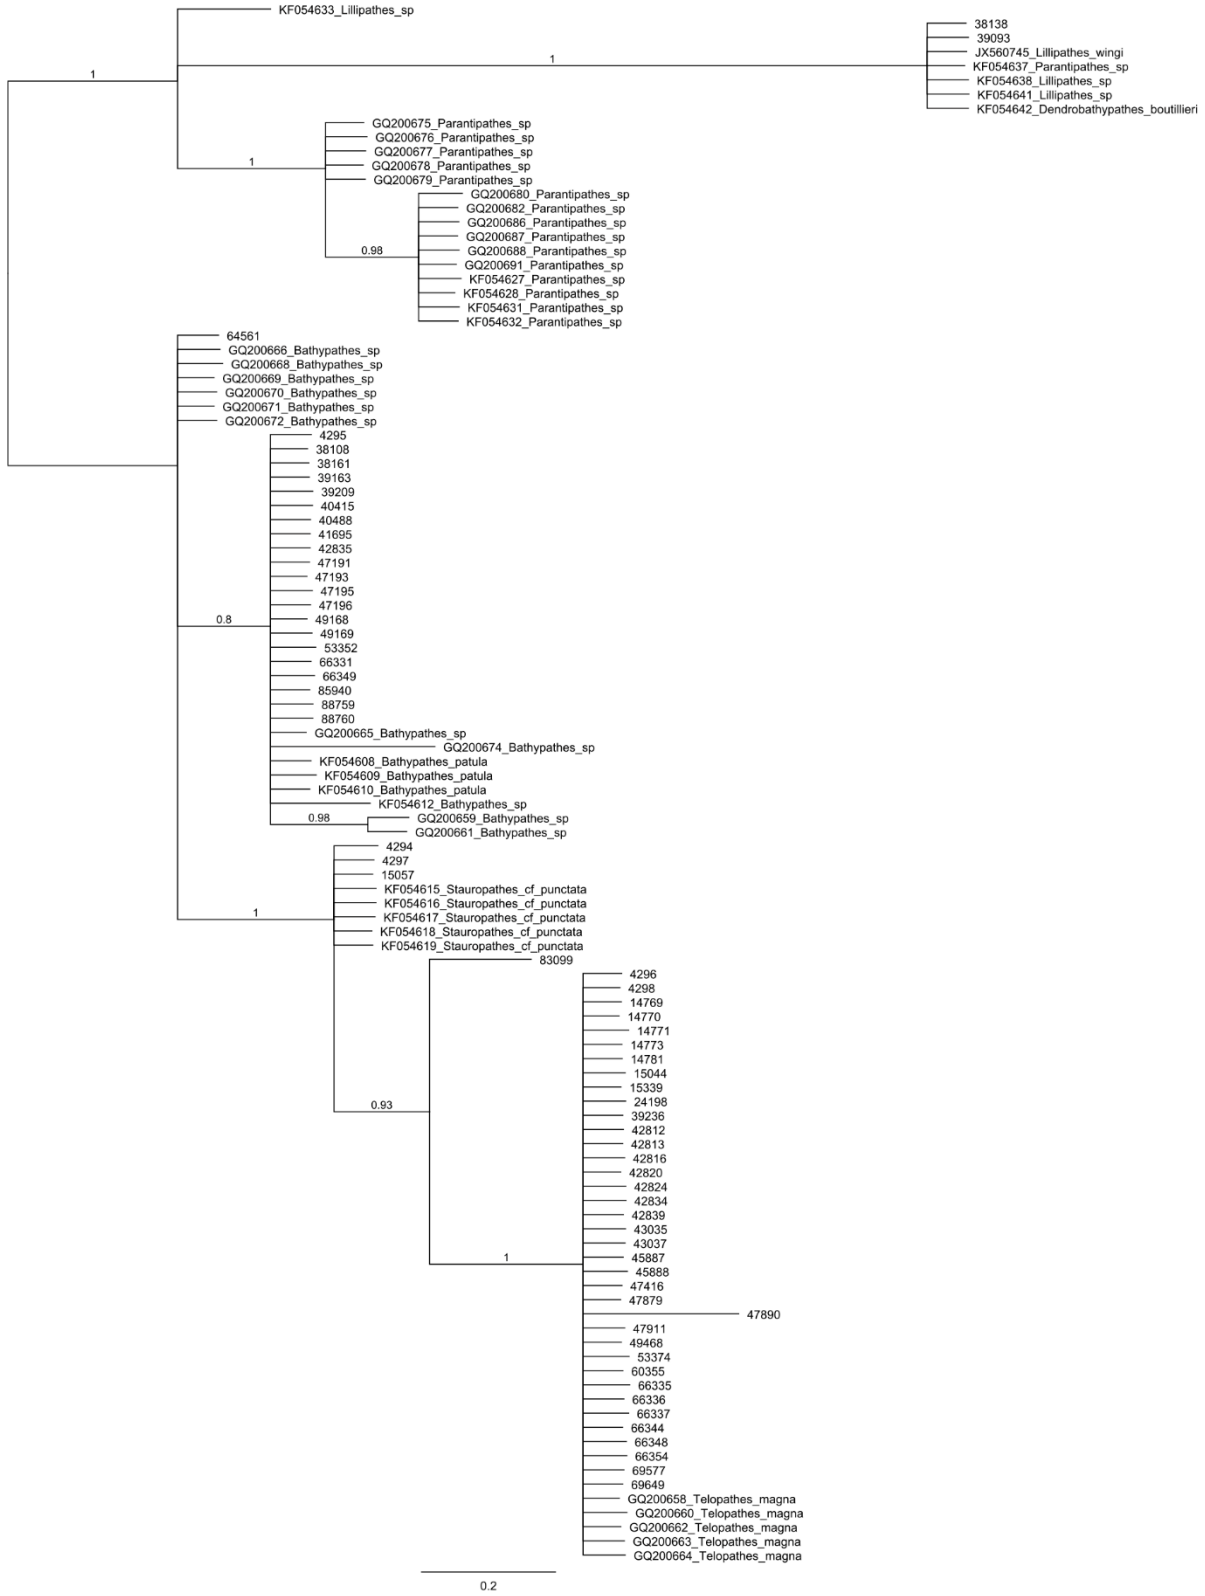 KF054633_Lillipathes_sp
38138
39093
JX560745_Lillipathes_wingi
1
KF054637_Parantipathes_sp
1
KF054638_Lillipathes_sp
KF054641_Lillipathes_sp
KF054642_Dendrobathypathes_boutillieri
GQ200675_Parantipathes_sp
GQ200676_Parantipathes_sp
GQ200677_Parantipathes_sp
1
GQ200678_Parantipathes_sp
GQ200679_Parantipathes_sp
GQ200680_Parantipathes_sp
GQ200682_Parantipathes_sp
GQ200686_Parantipathes_sp
GQ200687_Parantipathes_sp
0.98
GQ200688_Parantipathes_sp
GQ200691_Parantipathes_sp
KF054627_Parantipathes_sp
KF054628_Parantipathes_sp
KF054631_Parantipathes_sp
KF054632_Parantipathes_sp
64561
GQ200666_Bathypathes_sp
GQ200668_Bathypathes_sp
GQ200669_Bathypathes_sp
GQ200670_Bathypathes_sp
GQ200671_Bathypathes_sp
GQ200672_Bathypathes_sp
4295
38108
38161
39163
39209
40415
40488
41695
42835
47191
47193
47195
47196
0.8
49168
49169
53352
66331
66349
85940
88759
88760
GQ200665_Bathypathes_sp
GQ200674_Bathypathes_sp
KF054608_Bathypathes_patula
KF054609_Bathypathes_patula
KF054610_Bathypathes_patula
KF054612_Bathypathes_sp
0.98
GQ200659_Bathypathes_sp
GQ200661_Bathypathes_sp
4294
4297
15057
KF054615_Stauropathes_cf_punctata
KF054616_Stauropathes_cf_punctata
1
KF054617_Stauropathes_cf_punctata
KF054618_Stauropathes_cf_punctata
KF054619_Stauropathes_cf_punctata
83099
4296
4298
14769
14770
14771
14773
14781
15044
15339
24198
0.93
39236
42812
42813
42816
42820
42824
42834
42839
43035
43037
1
45887
45888
47416
47879
47890
47911
49468
53374
60355
66335
66336
66337
66344
66348
66354
69577
69649
GQ200658_Telopathes_magna
GQ200660_Telopathes_magna
GQ200662_Telopathes_magna
GQ200663_Telopathes_magna
GQ200664_Telopathes_magna
0.2